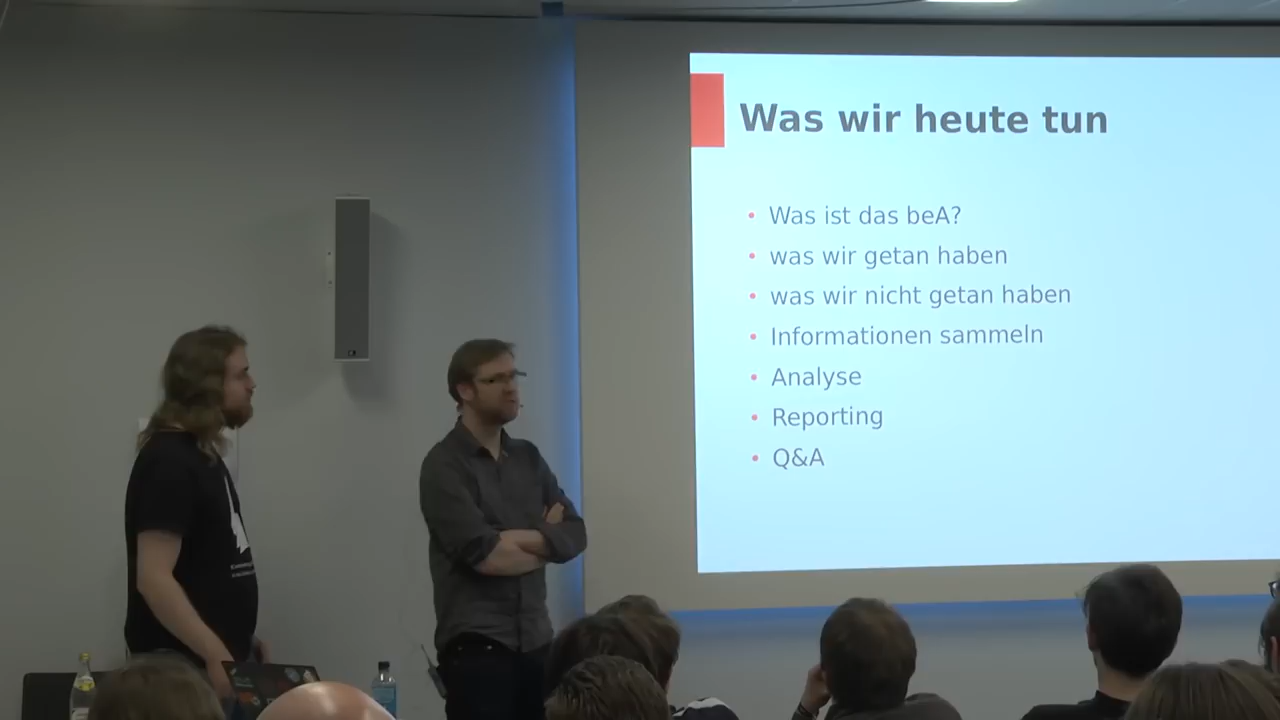 Was wir heute tun
Was ist das beA?
was wir getan haben
was wir nicht getan haben
Informationen sammeln
Analyse
Reporting
Q&A